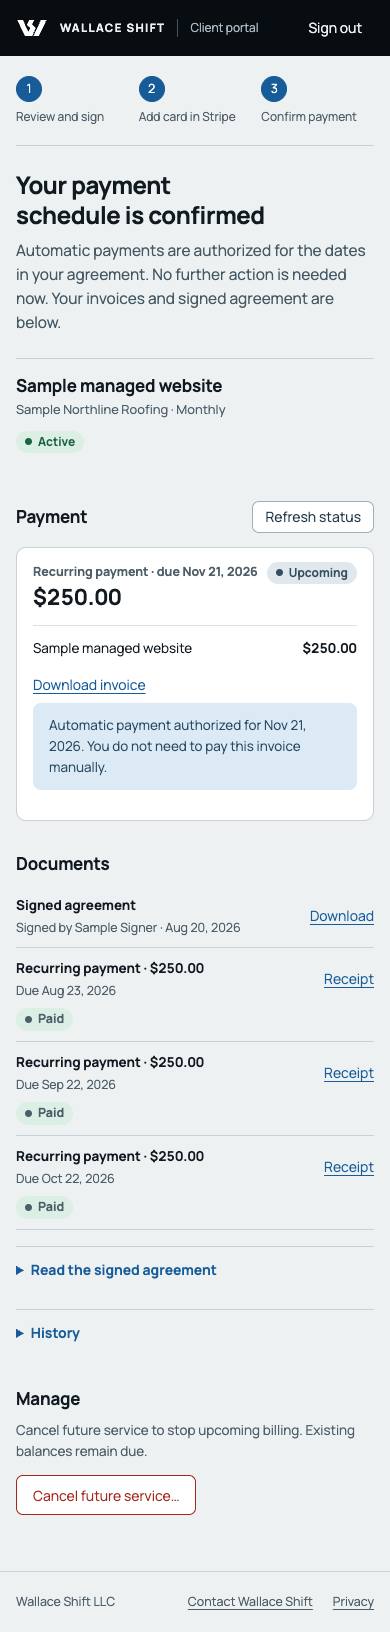 WALLACE SHIFT Client portal Sign out
1 2 3
Review and sign Add card in Stripe Confirm payment
Your payment
schedule is confirmed
Automatic payments are authorized for the dates
in your agreement. No further action is needed
now. Your invoices and signed agreement are
below.
Sample managed website
Sample Northline Roofing · Monthly
Active
Payment Refresh status
Recurring payment · due Nov 21, 2026 Upcoming
$250.00
Sample managed website $250.00
Download invoice
Automatic payment authorized for Nov 21,
2026. You do not need to pay this invoice
manually.
Documents
Signed agreement
Signed by Sample Signer · Aug 20, 2026
Download
Recurring payment · $250.00
Due Aug 23, 2026
Receipt
Paid
Recurring payment · $250.00
Due Sep 22, 2026
Receipt
Paid
Recurring payment · $250.00
Due Oct 22, 2026
Receipt
Paid
Read the signed agreement
History
Manage
Cancel future service to stop upcoming billing. Existing
balances remain due.
Cancel future service…
Wallace Shift LLC Contact Wallace Shift Privacy